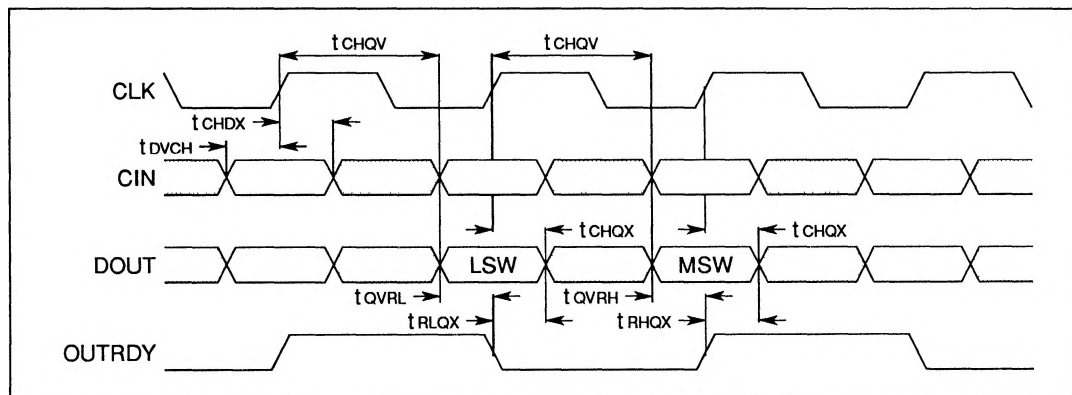 tCHQV tCHQV
CLK
tCHDX
tDVCH
CIN
tCHQX tCHQX
DOUT LSW MSW
tQVRL tQVRH
tRLQX tRHQX
OUTRDY